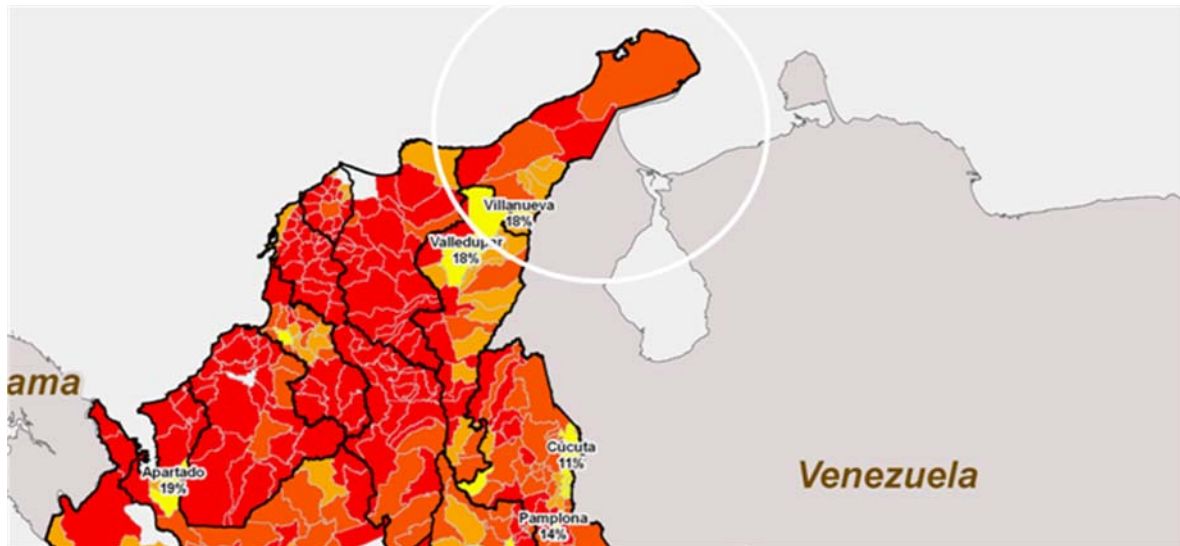 Villanueva
18%
Valledupar
18%
ama
Cúcuta
11%
Apartado
19%
Venezuela
Pamplona
14%